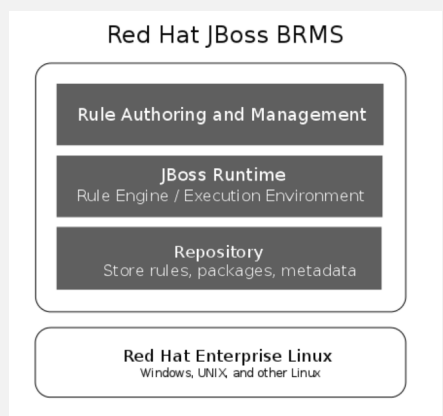 Red Hat JBoss BRMS
Rule Authoring and Management
JBoss Runtime
Rule Engine / Execution Environment
Repository
Store rules, packages, metadata
Red Hat Enterprise Linux
Windows, UNIX, and other Linux